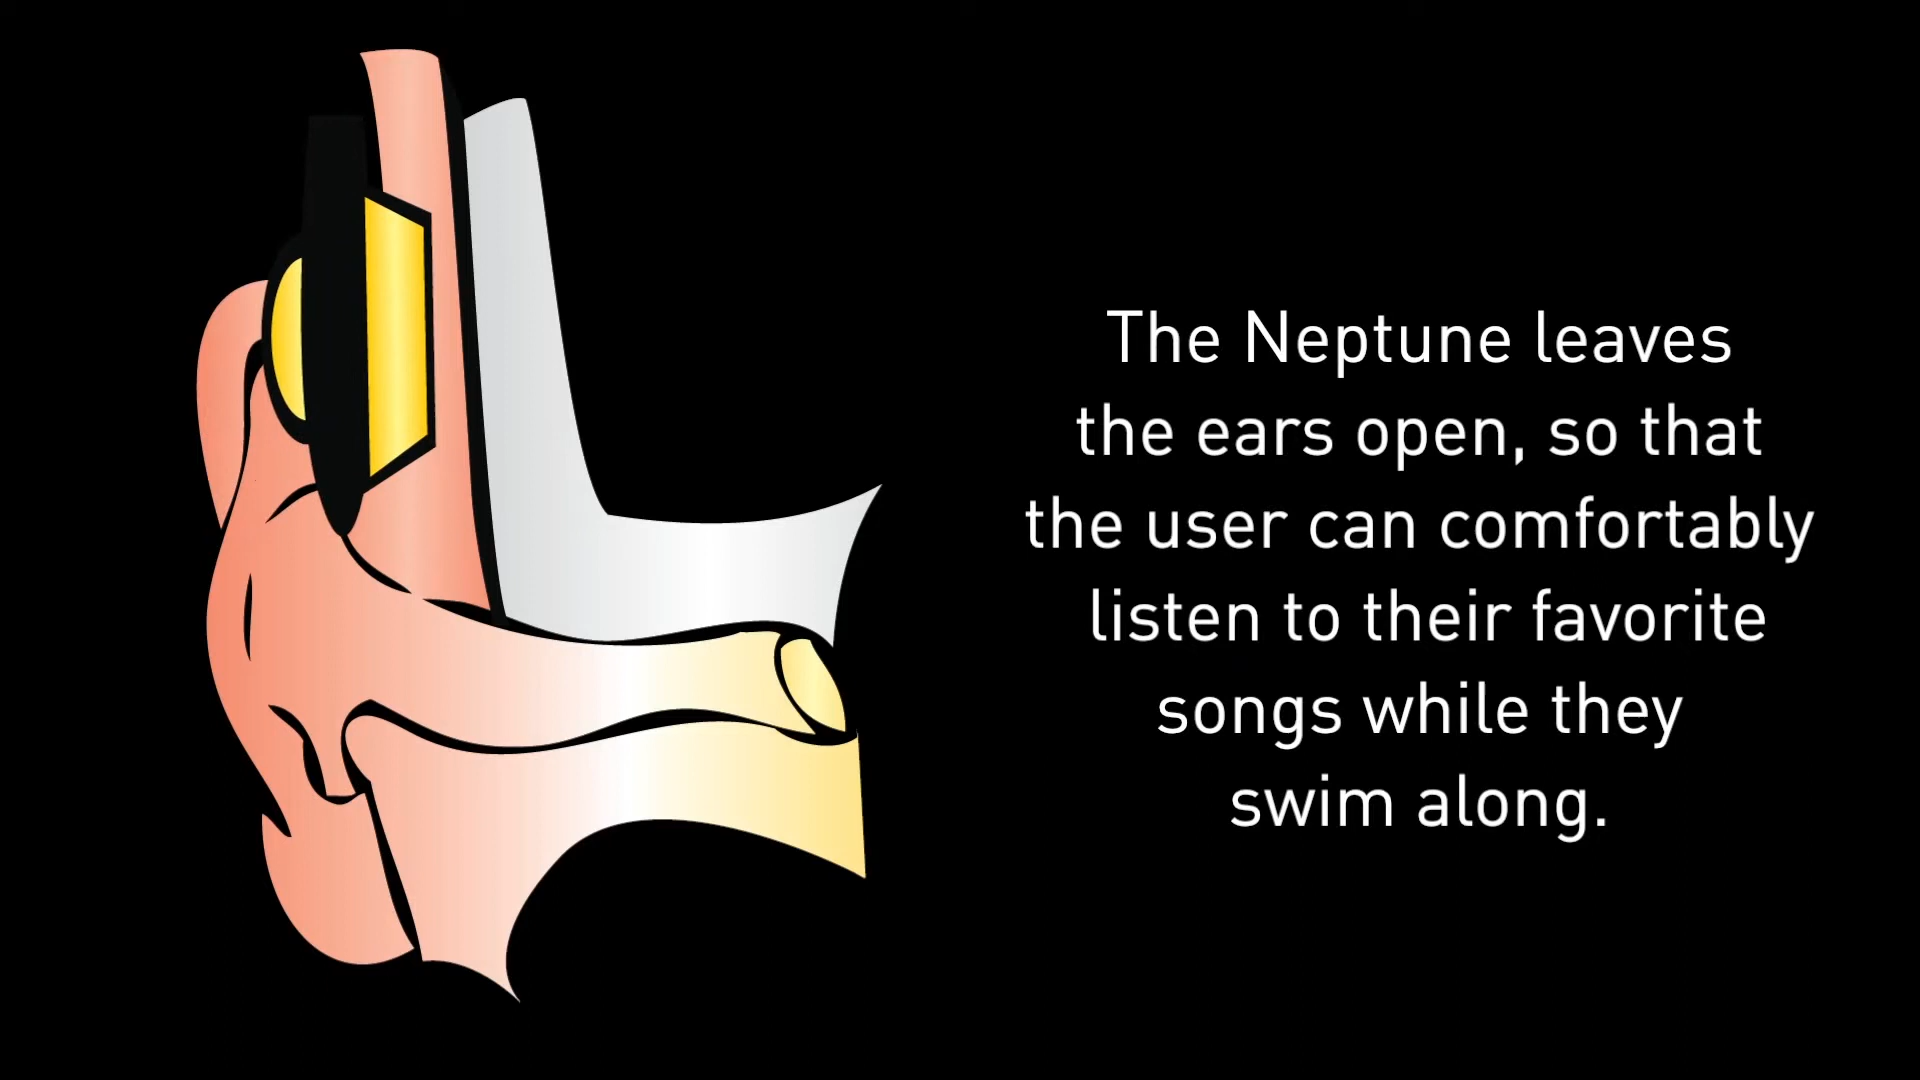 The Neptune leaves
the ears open, so that
the user can comfortably
listen to their favorite
songs while they
swim along.